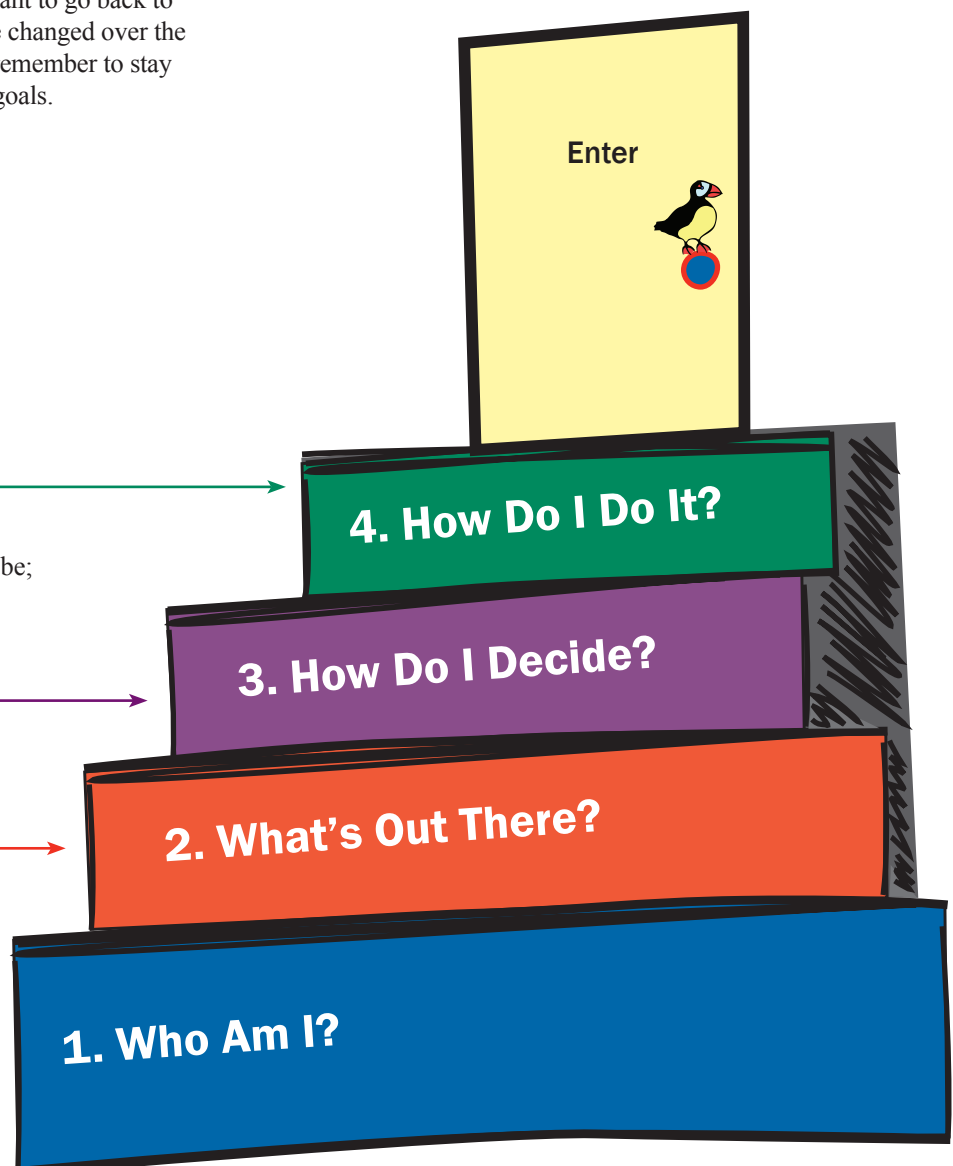 to go back to
changed over the
emember to stay
goals.
Enter
4. How Do I Do It?
be;
3. How Do I Decide?
2. What's Out There?
1. Who Am I?